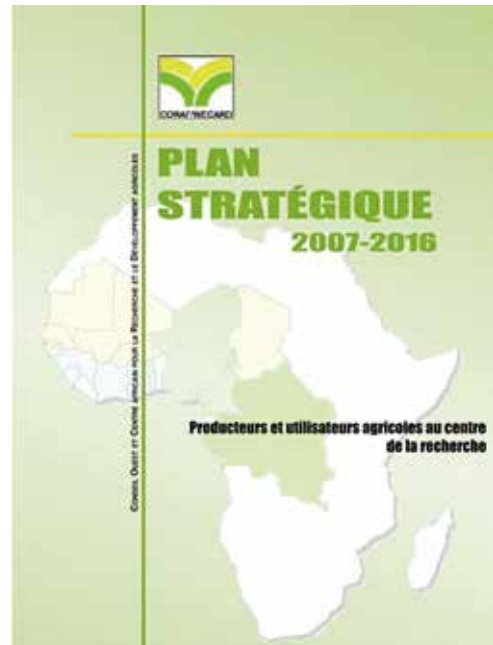 CORAF/WECARD
PLAN
STRATÉGIQUE
2007-2016
CONSEIL OUEST ET CENTRE AFRICAIN POUR LA RECHERCHE ET LE DÉVELOPPEMENT AGRICOLES
Producteurs et utilisateurs agricoles au centre
de la recherche